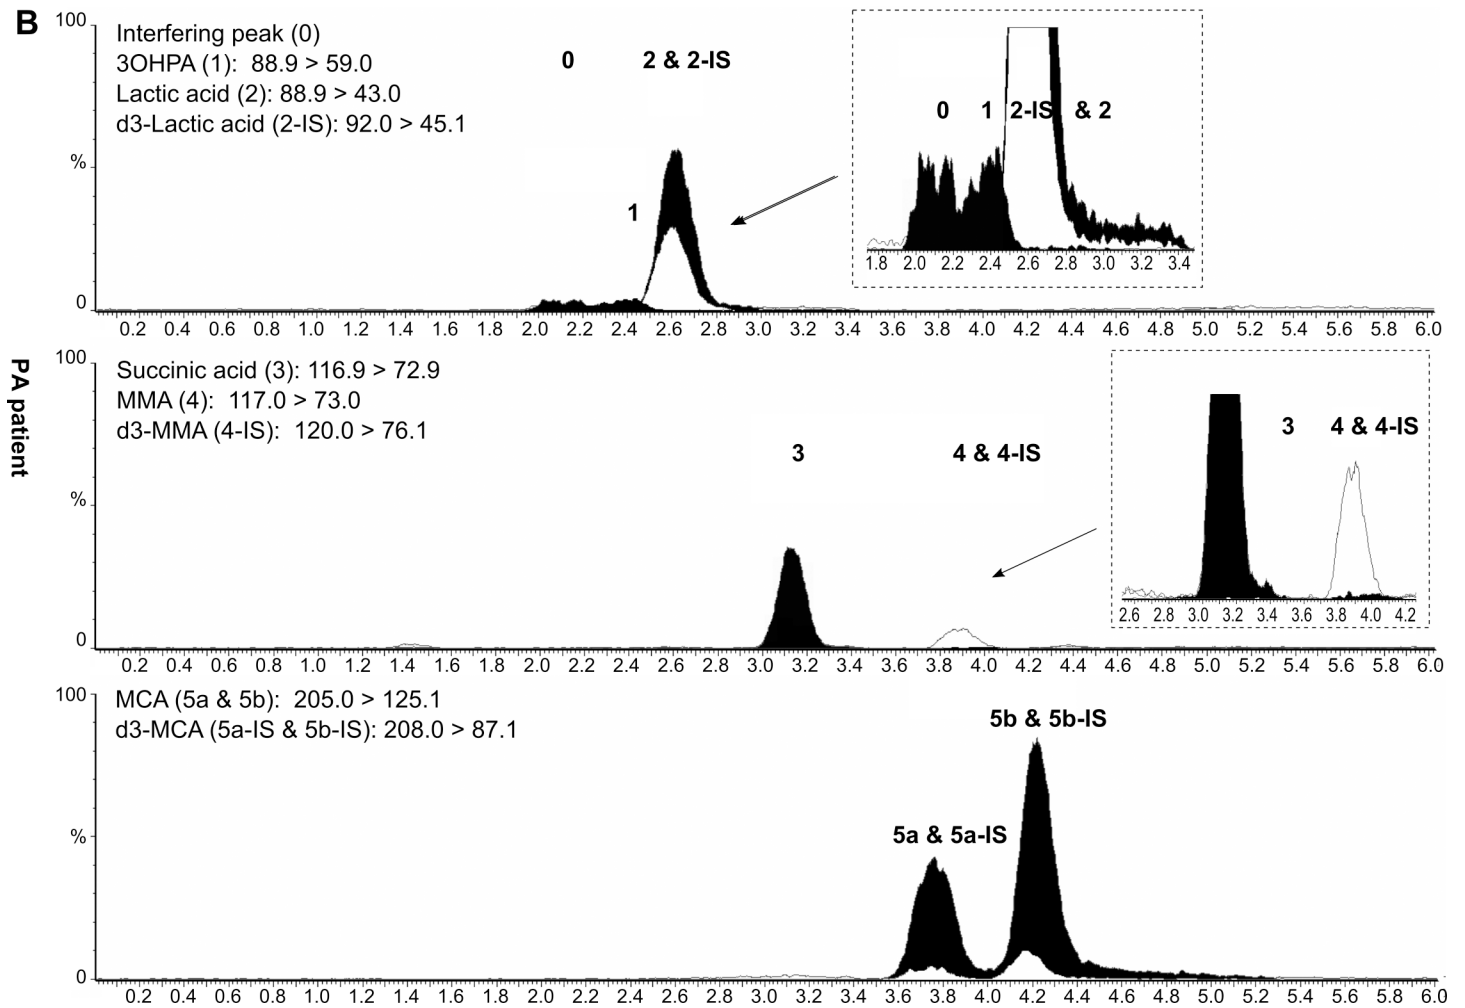 B
PA patient
100
%
0
Interfering peak (0)
3OHPA (1): 88.9 > 59.0
Lactic acid (2): 88.9 > 43.0
d3-Lactic acid (2-IS): 92.0 > 45.1
0 2 & 2-IS
1
0 1 2-IS & 2
1.8 2.0 2.2 2.4 2.6 2.8 3.0 3.2 3.4
0.2 0.4 0.6 0.8 1.0 1.2 1.4 1.6 1.8 2.0 2.2 2.4 2.6 2.8 3.0 3.2 3.4 3.6 3.8 4.0 4.2 4.4 4.6 4.8 5.0 5.2 5.4 5.6 5.8 6.0
100
%
0
Succinic acid (3): 116.9 > 72.9
MMA (4): 117.0 > 73.0
d3-MMA (4-IS): 120.0 > 76.1
3 4 & 4-IS
3 4 & 4-IS
2.6 2.8 3.0 3.2 3.4 3.6 3.8 4.0 4.2
0.2 0.4 0.6 0.8 1.0 1.2 1.4 1.6 1.8 2.0 2.2 2.4 2.6 2.8 3.0 3.2 3.4 3.6 3.8 4.0 4.2 4.4 4.6 4.8 5.0 5.2 5.4 5.6 5.8 6.0
100
%
0
MCA (5a & 5b): 205.0 > 125.1
d3-MCA (5a-IS & 5b-IS): 208.0 > 87.1
5b & 5b-IS
5a & 5a-IS
0.2 0.4 0.6 0.8 1.0 1.2 1.4 1.6 1.8 2.0 2.2 2.4 2.6 2.8 3.0 3.2 3.4 3.6 3.8 4.0 4.2 4.4 4.6 4.8 5.0 5.2 5.4 5.6 5.8 6.0